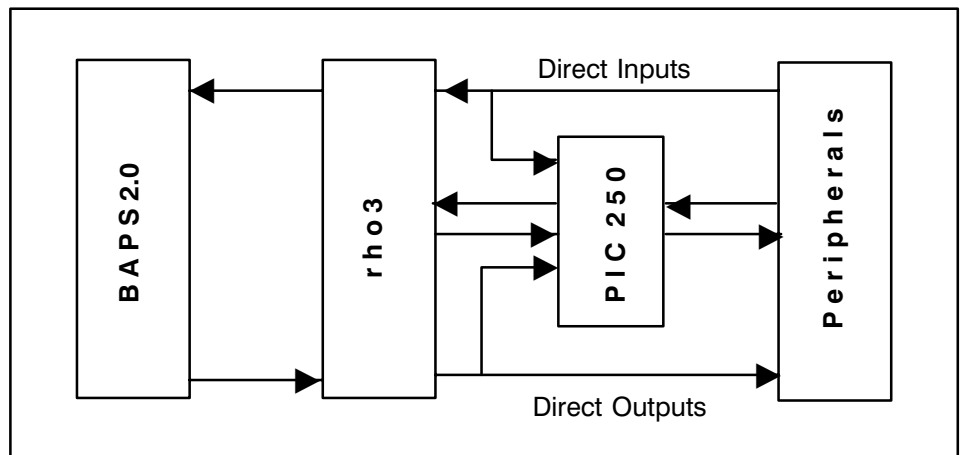 BAPS2.0
rho3
Direct Inputs
PIC 250
Peripherals
Direct Outputs